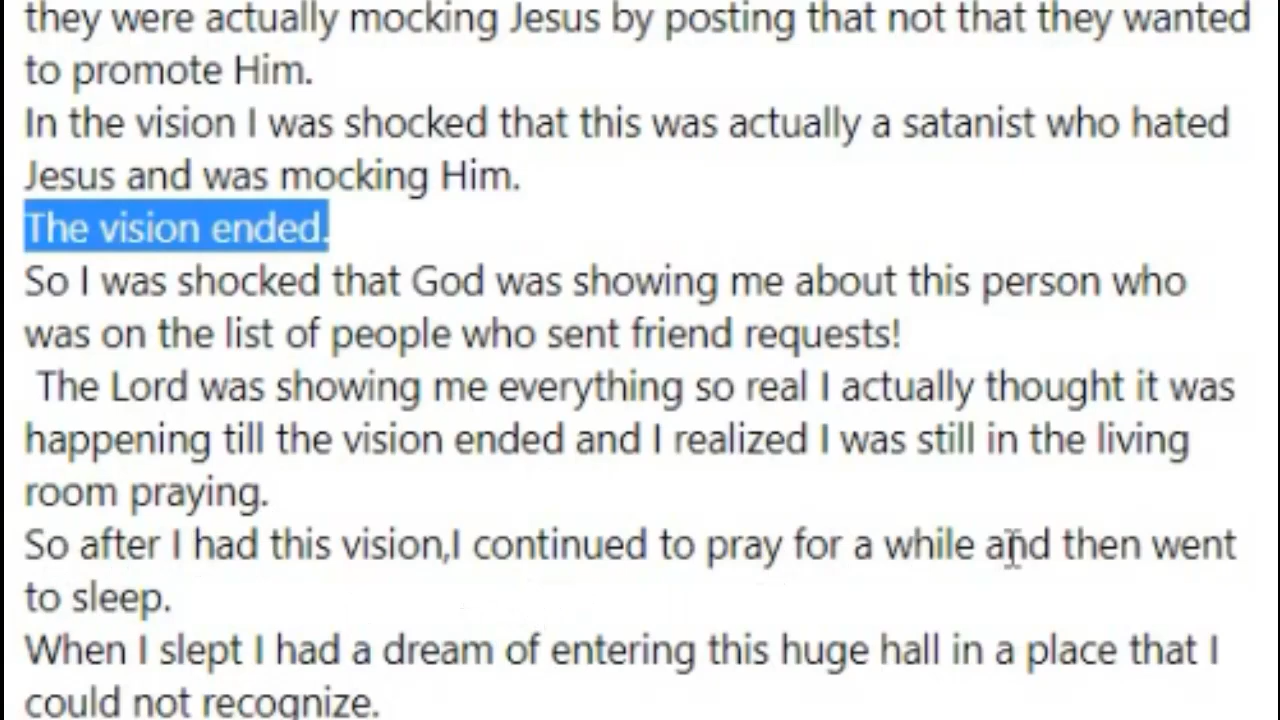 they were actually mocking Jesus by posting that not that they wanted
to promote Him.
In the vision I was shocked that this was actually a satanist who hated
Jesus and was mocking Him.
The vision ended.
So I was shocked that God was showing me about this person who
was on the list of people who sent friend requests!
The Lord was showing me everything so real I actually thought it was
happening till the vision ended and I realized I was still in the living
room praying.
So after I had this vision,I continued to pray for a while and then went
to sleep.
When I slept I had a dream of entering this huge hall in a place that I
could not recognize.